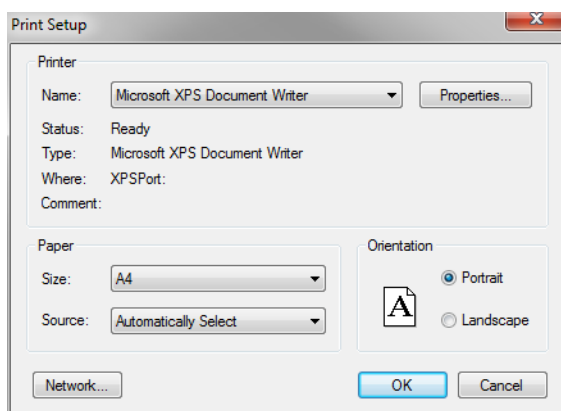 Print Setup
Printer
Name: Microsoft XPS Document Writer Properties...
Status: Ready
Type: Microsoft XPS Document Writer
Where: XPSPort:
Comment:
Paper
Size: A4
Source: Automatically Select
Orientation
A
Portrait
Landscape
Network... OK Cancel